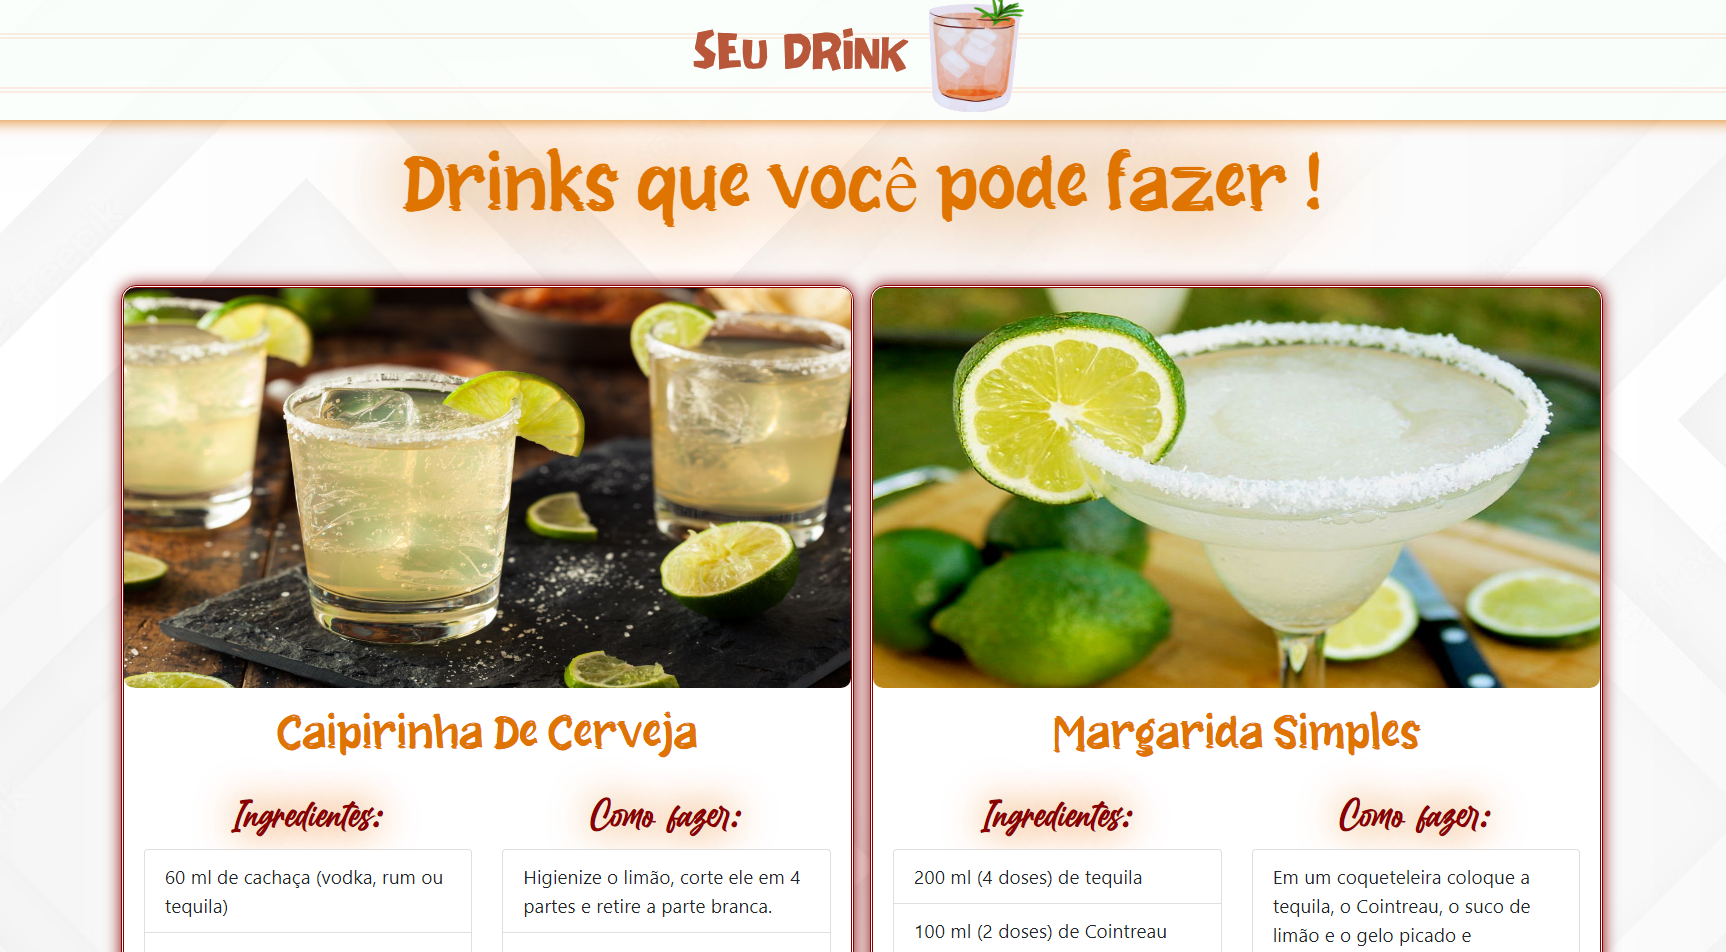 SEU DRiNK
Drinks que você pode fazer !
Caipirinha De Cerveja
Ingredientes:
60 ml de cachaça (vodka, rum ou
tequila)
Como fazer:
Higienize o limão, corte ele em 4
partes e retire a parte branca.
Margarida Simples
Ingredientes:
200 ml (4 doses) de tequila
100 ml (2 doses) de Cointreau
Como fazer:
Em um coqueteleira coloque a
tequila, o Cointreau, o suco de
limão e o gelo picado e